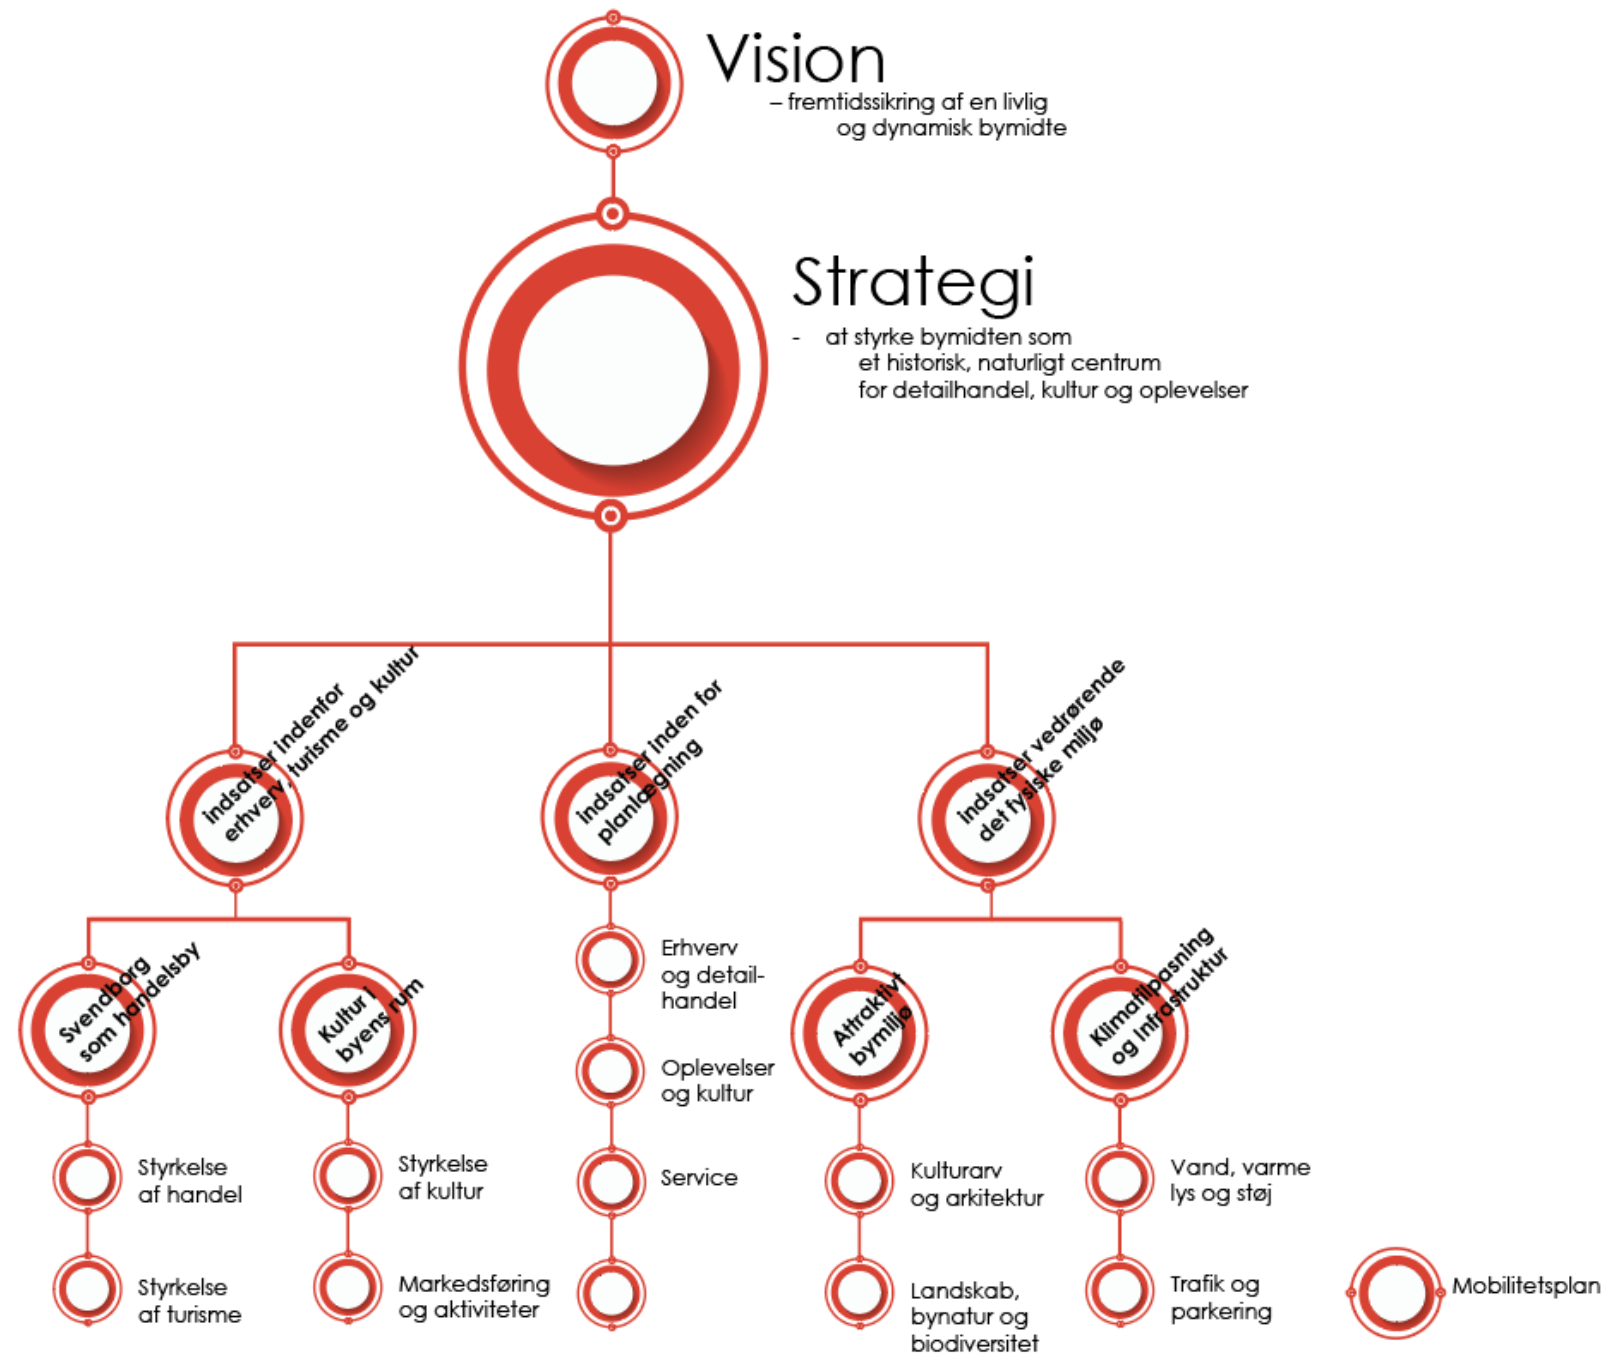 Vision
– fremtidssikring af en livlig
og dynamisk bymidte
Strategi
- at styrke bymidten som
et historisk, naturligt centrum
for detailhandel, kultur og oplevelser
indsatser indenfor
erhverv, turisme og kultur
indsatser inden for
planlægning
indsatser vedrørende
det fysiske miljø
Svendborg
som handelsby
Kultur i
byens rum
Erhverv
og detail-
handel
Oplevelser
og kultur
Service
Attraktivt
bymiljø
Klimatilpasning
og Infrastruktur
Styrkelse
af handel
Styrkelse
af turisme
Styrkelse
af kultur
Markedsføring
og aktiviteter
Kulturarv
og arkitektur
Landskab,
bynatur og
biodiversitet
Vand, varme
lys og støj
Trafik og
parkering
Mobilitetsplan